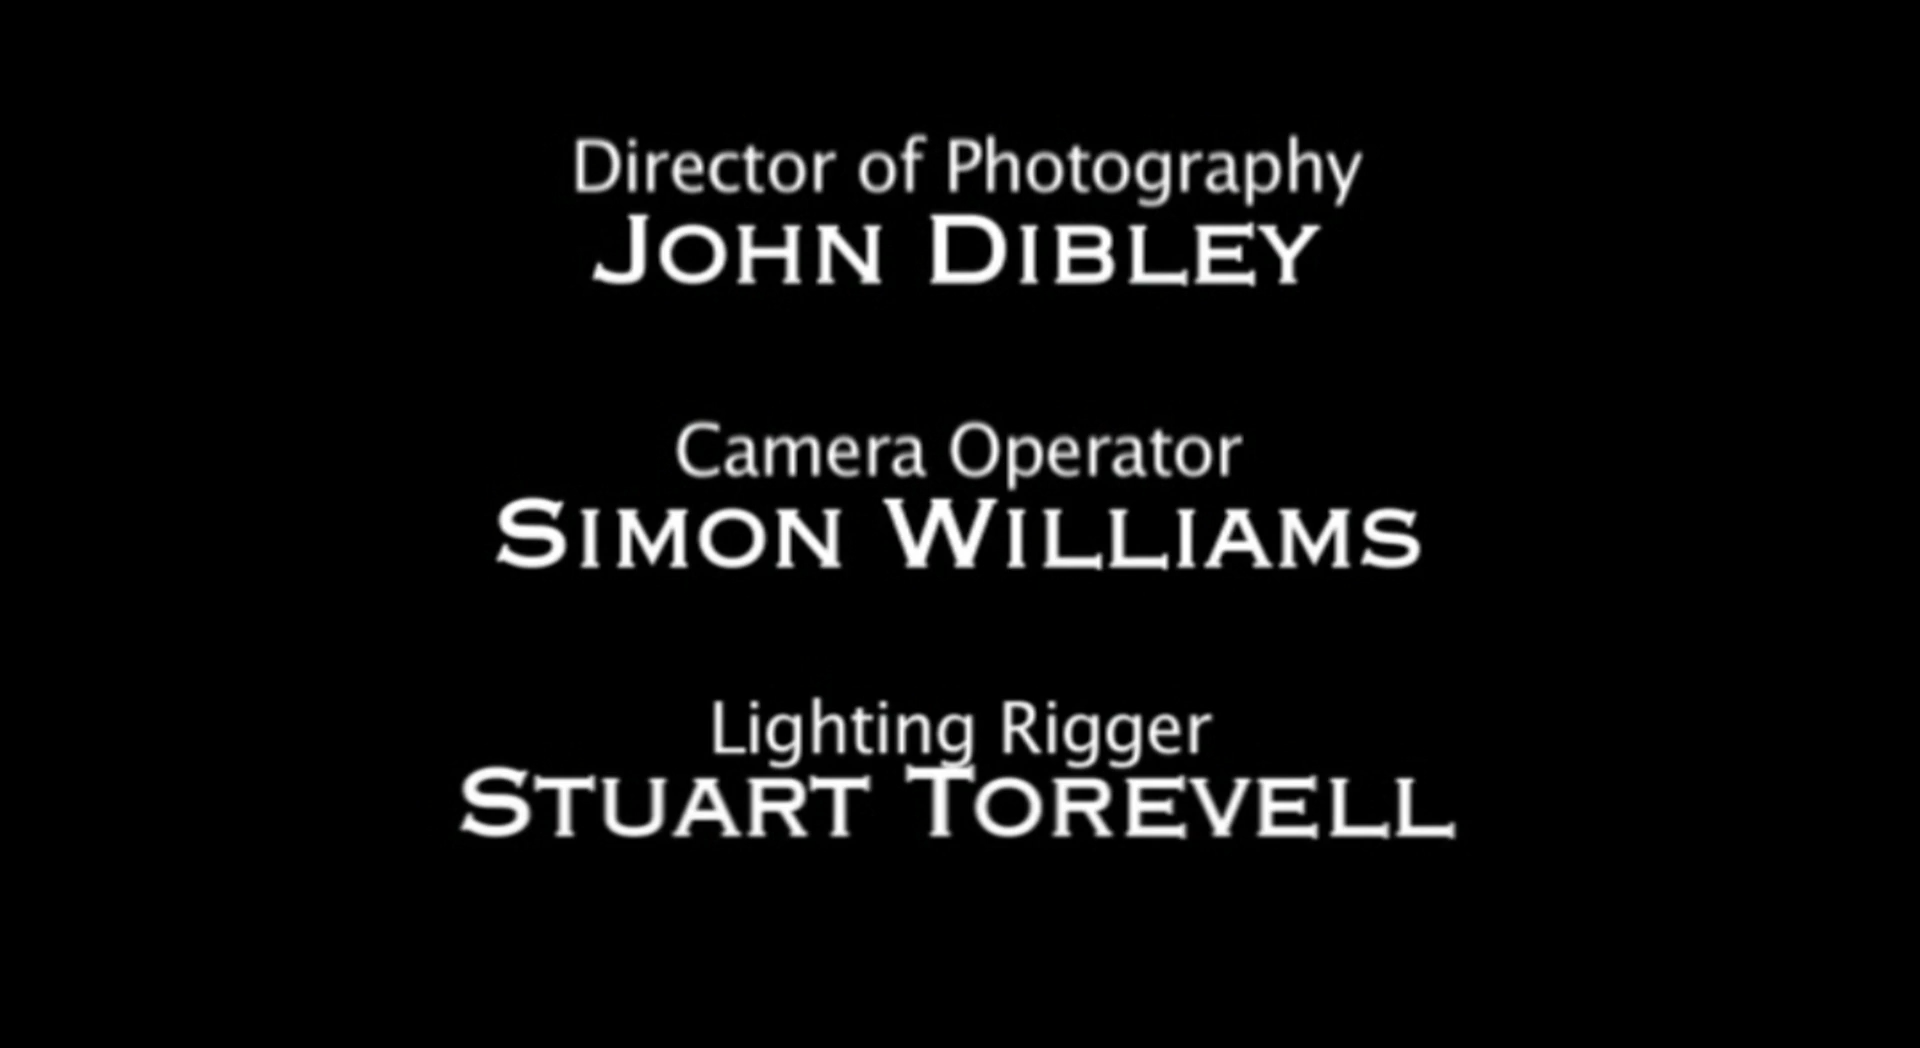 Director of Photography
JOHN DIBLEY
Camera Operator
SIMON WILLIAMS
Lighting Rigger
STUART TOREVELL